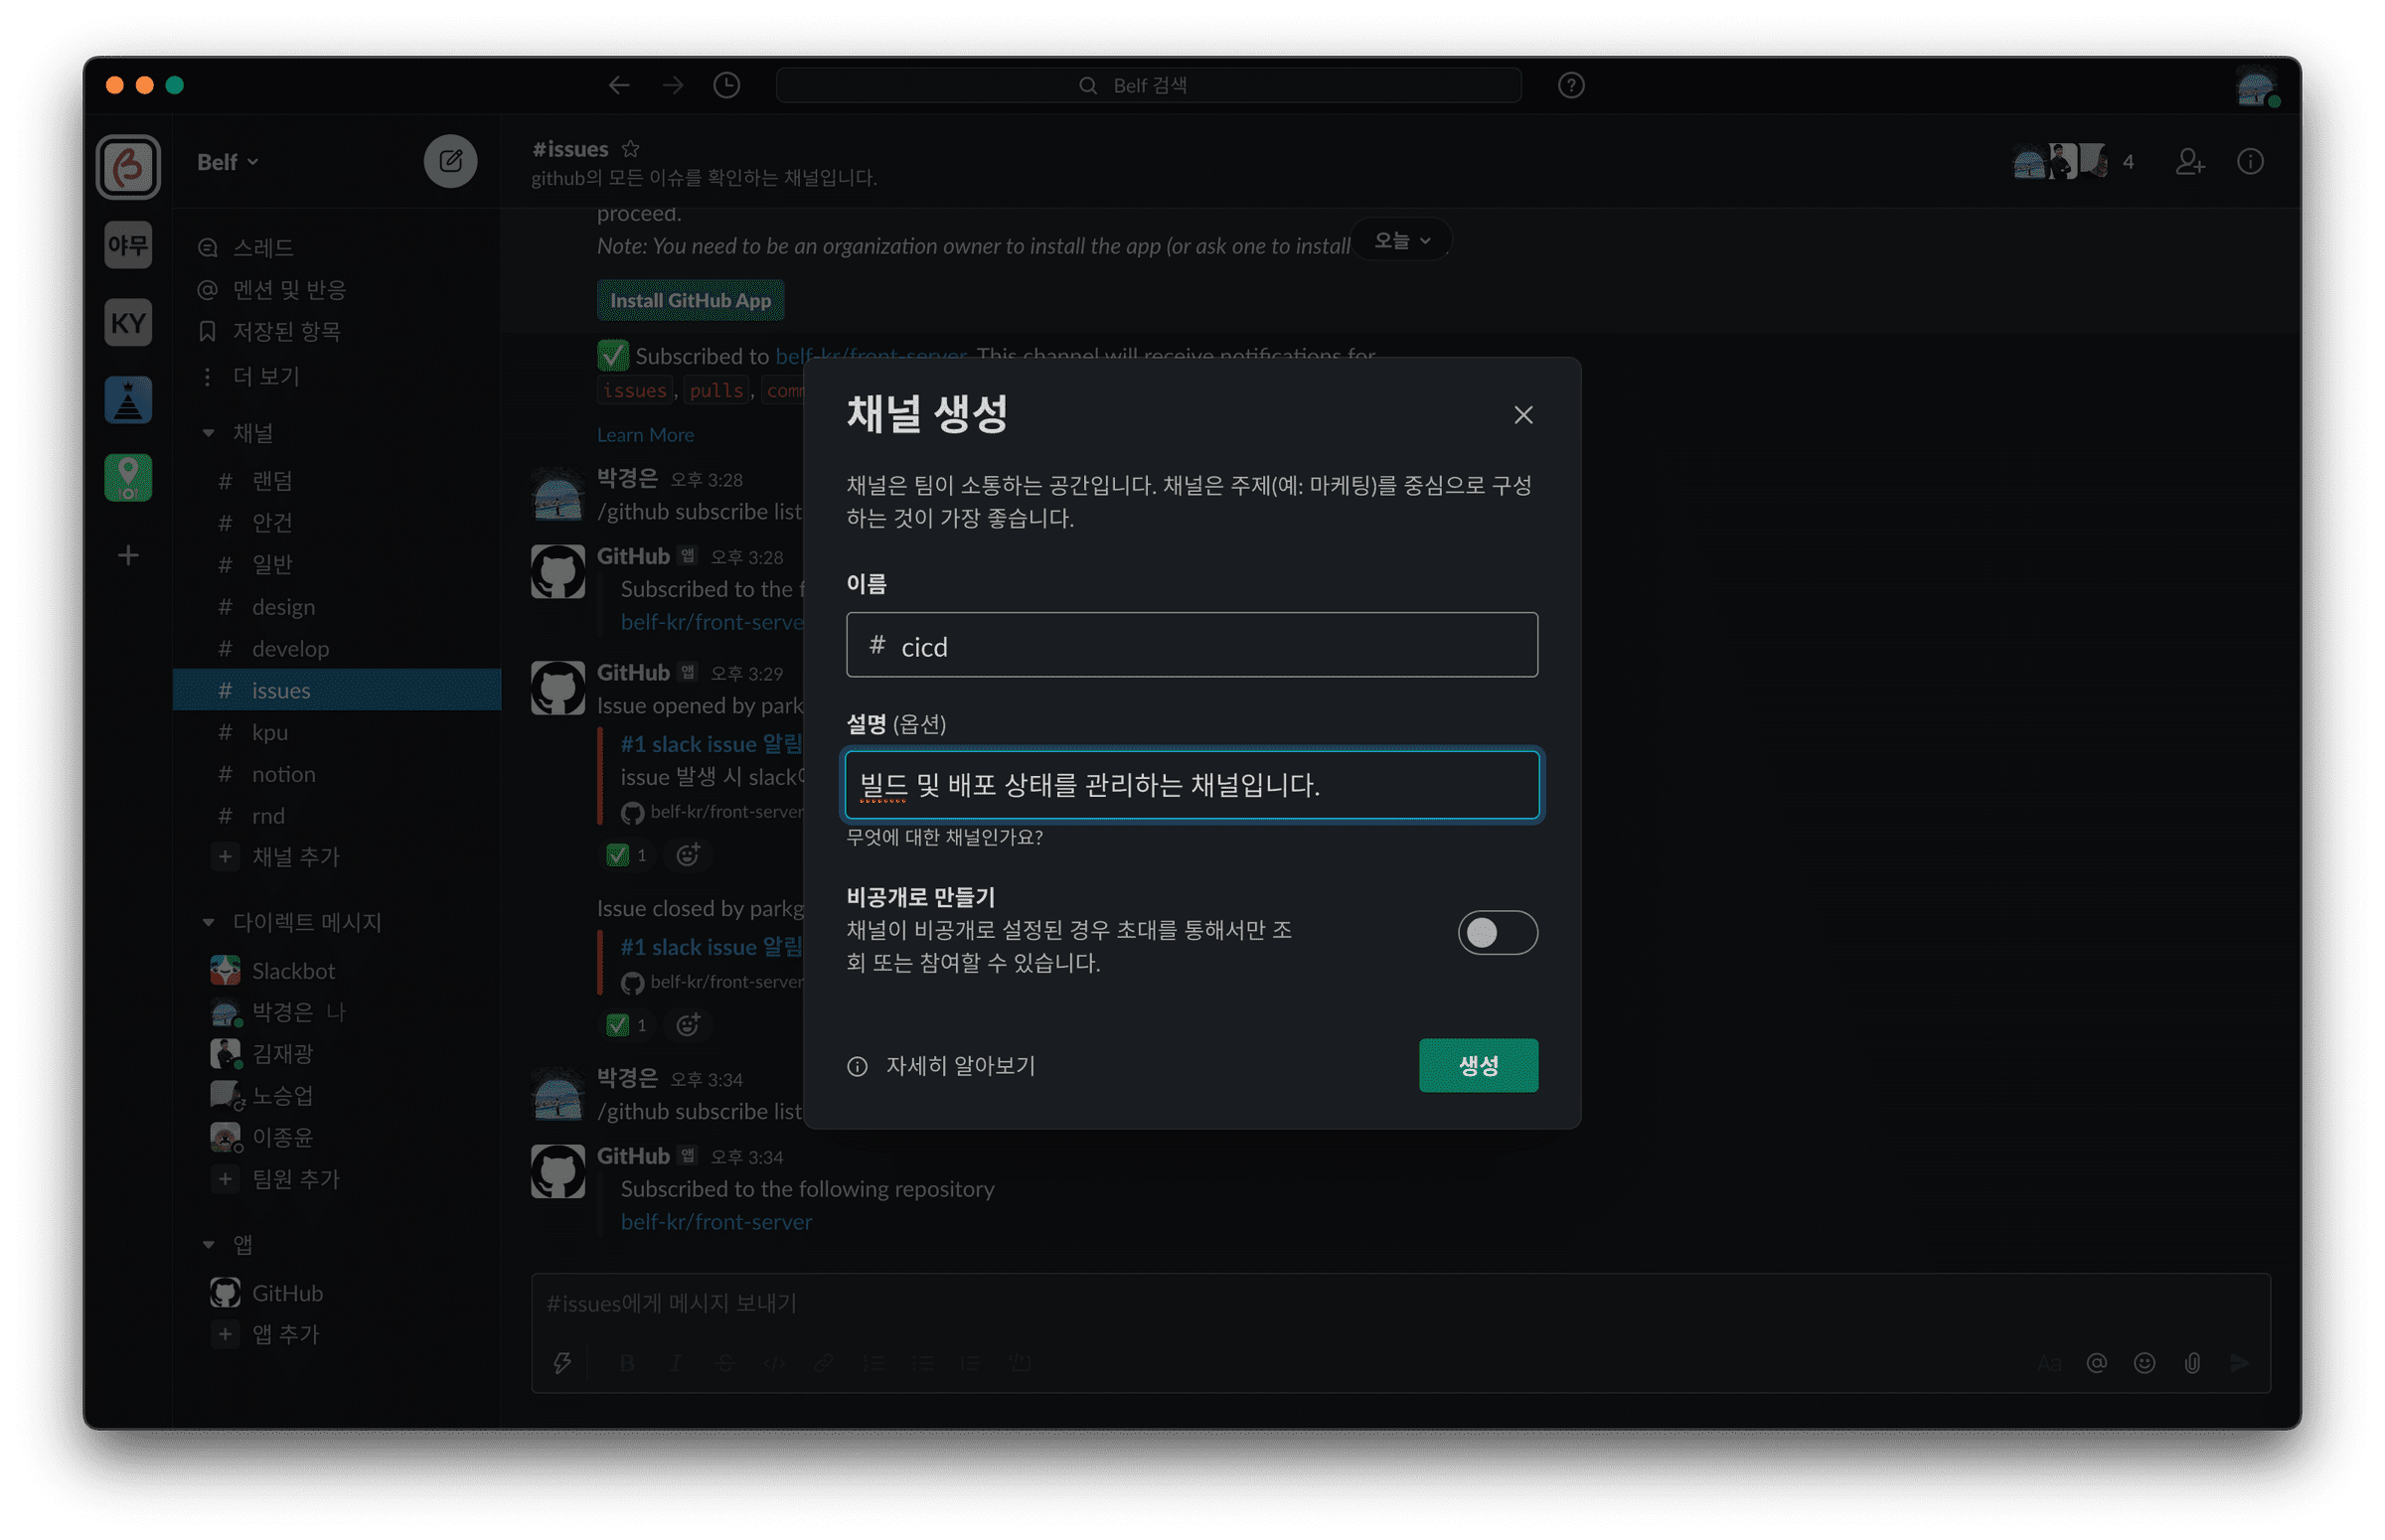 Belf 검색
Belf
#issues
github의 모든 이슈를 확인하는 채널입니다.
4
야무
KY
스레드
멘션 및 반응
저장된 항목
더 보기
채널
# 랜덤
# 안건
# 일반
# design
# develop
# issues
# kpu
# notion
# rnd
+ 채널 추가
다이렉트 메시지
Slackbot
박경은 나
김재광
노승업
이종윤
+ 팀원 추가
앱
GitHub
+ 앱 추가
proceed.
Note: You need to be an organization owner to install the app (or ask one to install
오늘
Install GitHub App
Subscribed to belf-kr/front-server. This channel will receive notifications for
issues, pulls, comm
Learn More
박경은 오후 3:28
/github subscribe list
GitHub 앱 오후 3:28
Subscribed to the f
belf-kr/front-serve
GitHub 앱 오후 3:29
Issue opened by park
#1 slack issue 알림
issue 발생 시 slack
belf-kr/front-server
1
Issue closed by parkg
#1 slack issue 알림
belf-kr/front-server
1
박경은 오후 3:34
/github subscribe list
GitHub 앱 오후 3:34
Subscribed to the following repository
belf-kr/front-server
#issues에게 메시지 보내기
B I S </>
Aa @
채널 생성
채널은 팀이 소통하는 공간입니다. 채널은 주제(예: 마케팅)를 중심으로 구성
하는 것이 가장 좋습니다.
이름
# cicd
설명 (옵션)
빌드 및 배포 상태를 관리하는 채널입니다.
무엇에 대한 채널인가요?
비공개로 만들기
채널이 비공개로 설정된 경우 초대를 통해서만 조
회 또는 참여할 수 있습니다.
자세히 알아보기
생성